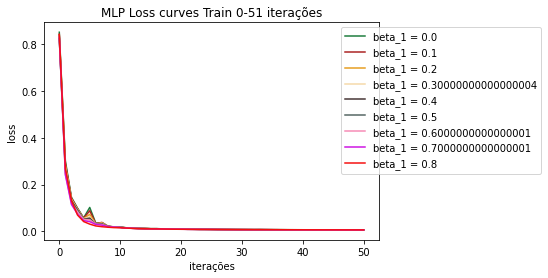 MLP Loss curves Train 0-51 iterações
loss
0.8
0.6
0.4
0.2
0.0
0
10
20
30
40
50
iterações
beta_1 = 0.0
beta_1 = 0.1
beta_1 = 0.2
beta_1 = 0.30000000000000004
beta_1 = 0.4
beta_1 = 0.5
beta_1 = 0.6000000000000001
beta_1 = 0.7000000000000001
beta_1 = 0.8